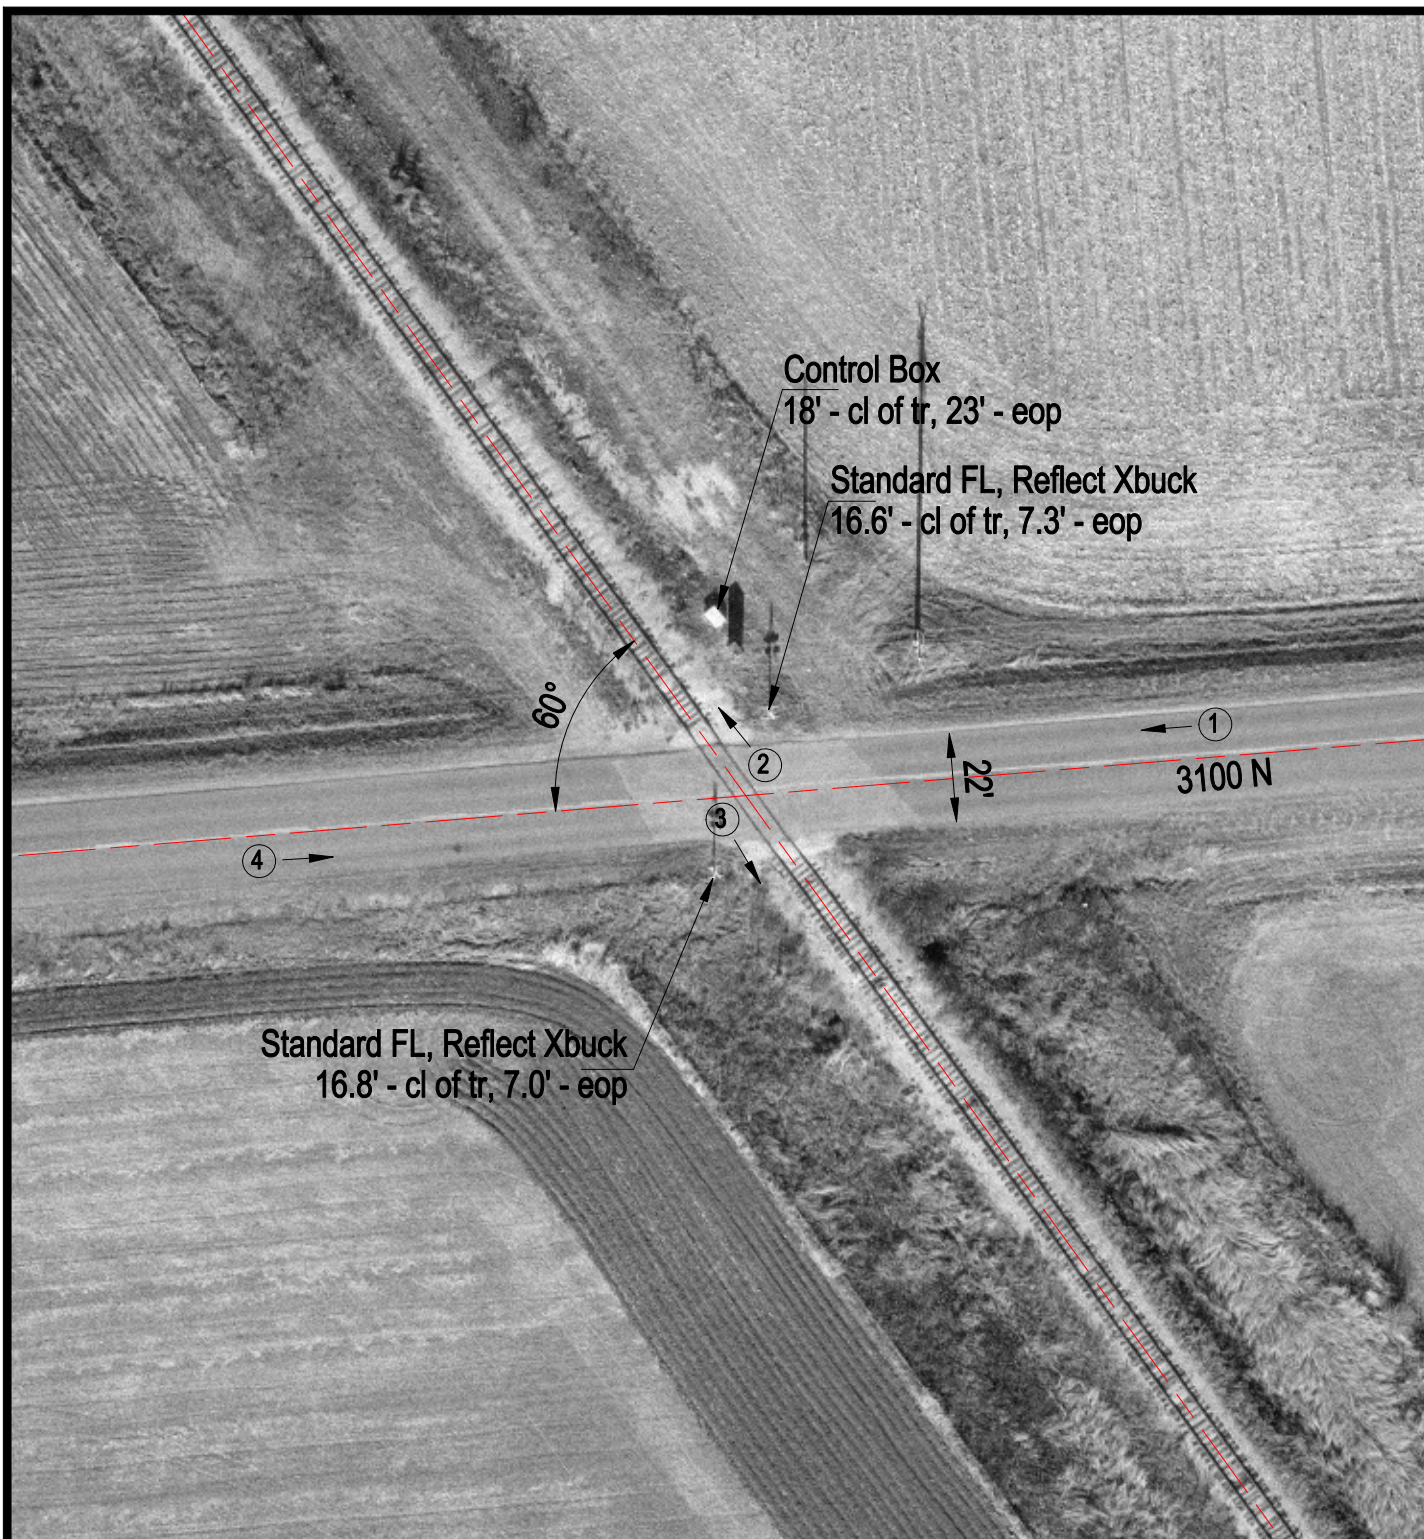 Control Box
18' - cl of tr, 23' - eop
Standard FL, Reflect Xbuck
16.6' - cl of tr, 7.3' - eop
60°
1
2
22'
3100 N
3
4
Standard FL, Reflect Xbuck
16.8' - cl of tr, 7.0' - eop